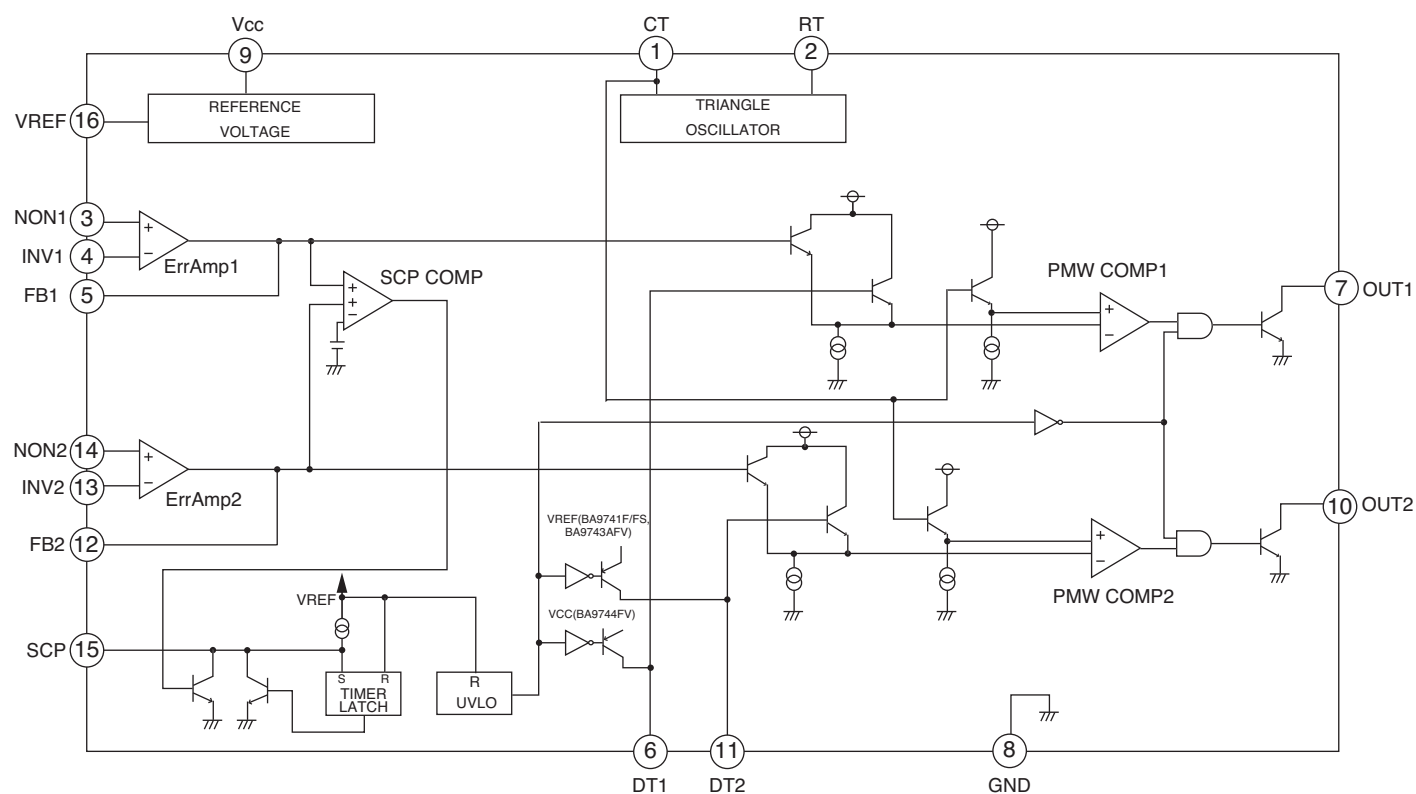 Vcc
9
CT
1
RT
2
VREF 16
REFERENCE
VOLTAGE
TRIANGLE
OSCILLATOR
NON1 3
+
INV1 4
−
ErrAmp1
FB1 5
SCP COMP
+
+
−
PMW COMP1
+
−
7 OUT1
NON2 14
+
INV2 13
−
ErrAmp2
FB2 12
VREF(BA9741F/FS,
BA9743AFV)
+
−
PMW COMP2
10 OUT2
VREF
VCC(BA9744FV)
SCP 15
S R
TIMER
LATCH
R
UVLO
6
DT1
11
DT2
8
GND